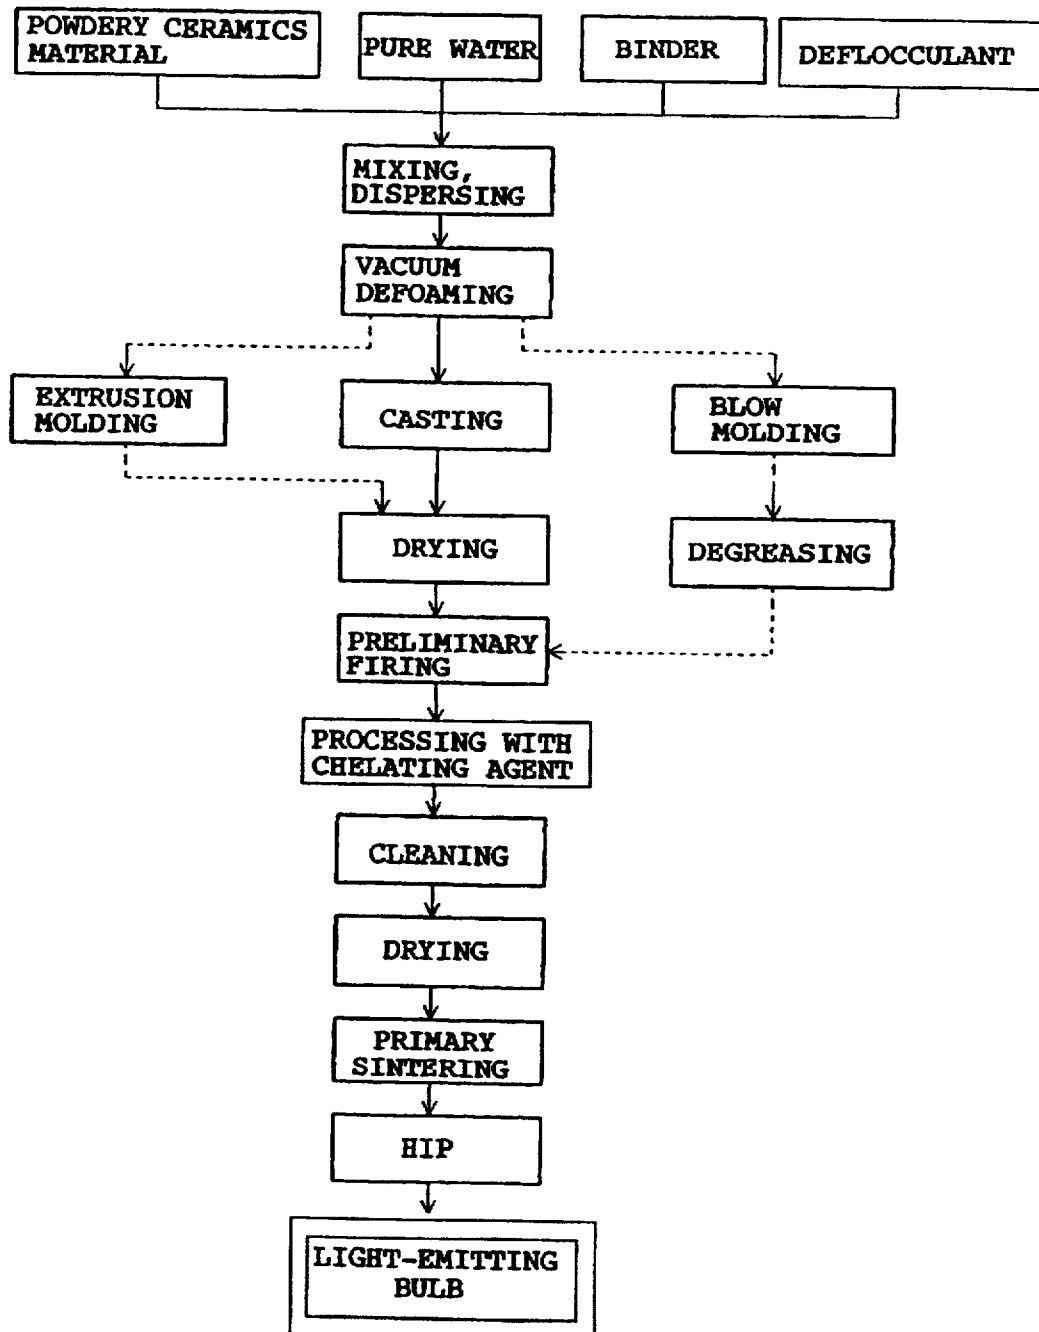 POWDERY CERAMICS
MATERIAL
PURE WATER
BINDER
DEFLOCCULANT
MIXING,
DISPERSING
VACUUM
DEFOAMING
EXTRUSION
MOLDING
CASTING
BLOW
MOLDING
DRYING
DEGREASING
PRELIMINARY
FIRING
PROCESSING WITH
CHELATING AGENT
CLEANING
DRYING
PRIMARY
SINTERING
HIP
LIGHT-EMITTING
BULB